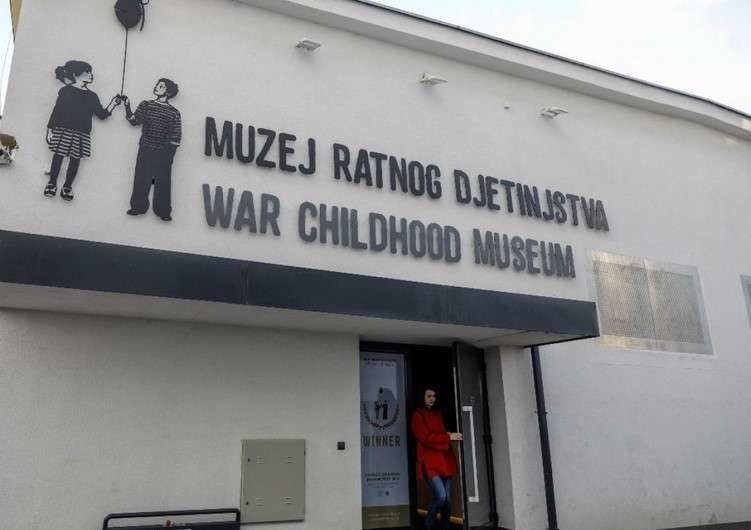 MUZEJ RATNOG DJETINJSTVA
WAR CHILDHOOD MUSEUM
WINNER